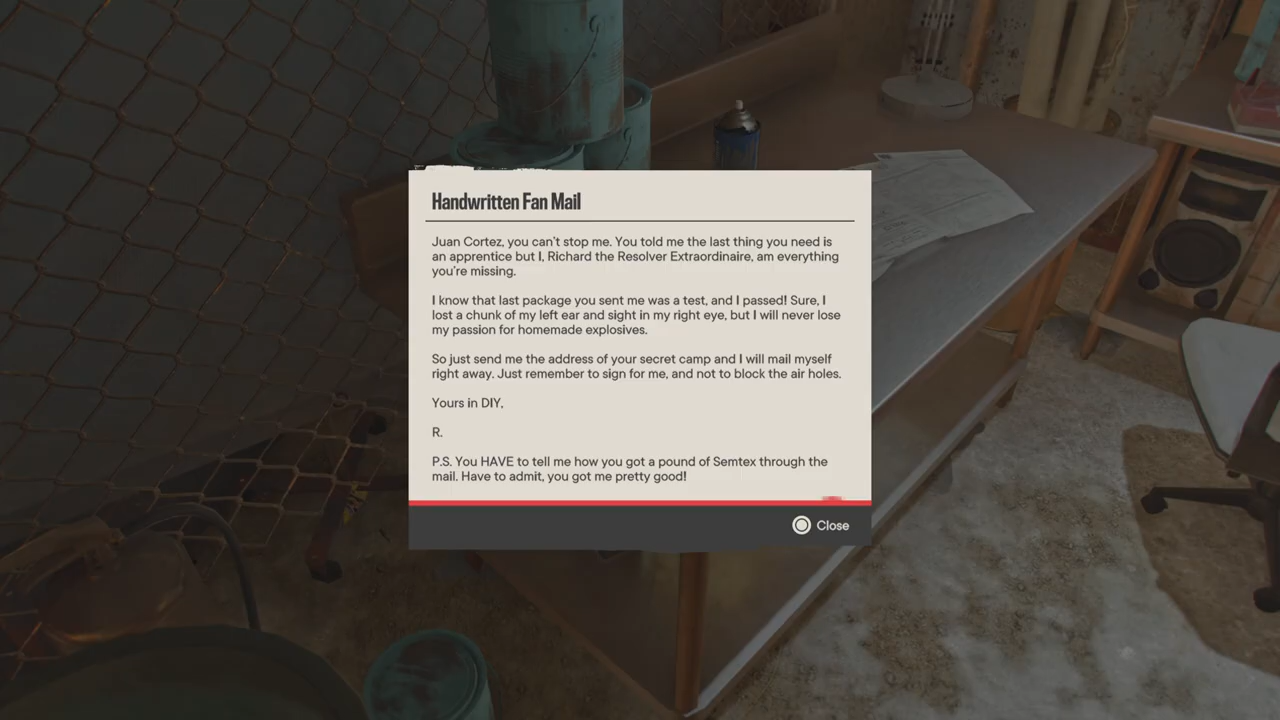 Handwritten Fan Mail
Juan Cortez, you can't stop me. You told me the last thing you need is
an apprentice but I, Richard the Resolver Extraordinaire, am everything
you're missing.
I know that last package you sent me was a test, and I passed! Sure, I
lost a chunk of my left ear and sight in my right eye, but I will never lose
my passion for homemade explosives.
So just send me the address of your secret camp and I will mail myself
right away. Just remember to sign for me, and not to block the air holes.
Yours in DIY,
R.
P.S. You HAVE to tell me how you got a pound of Semtex through the
mail. Have to admit, you got me pretty good!
Close